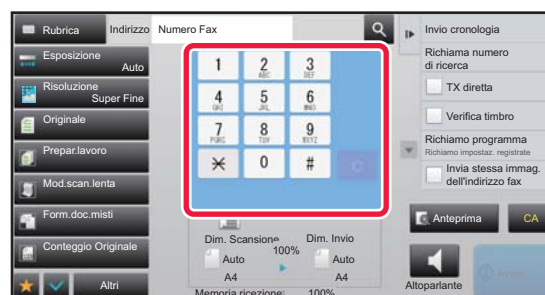 Rubrica
Indirizzo
Numero Fax
Invio cronologia
Esposizione
Auto
Risoluzione
Super Fine
Originale
Prepar.lavoro
Mod.scan.lenta
Form.doc.misti
Conteggio Originale
Altri
1
2 ABC
3 DEF
4 GHI
5 JKL
6 MNO
7 PQRS
8 TUV
9 WXYZ
0
#
C
Richiama numero
di ricerca
TX diretta
Verifica timbro
Richiamo programma
Richiamo impostaz. registrate
Invia stessa immag.
dell'indirizzo fax
Anteprima
CA
Dim. Scansione
100%
Dim. Invio
Auto
Auto
A4
A4
Memoria ricezione:
100%
Altoparlante
Avvio